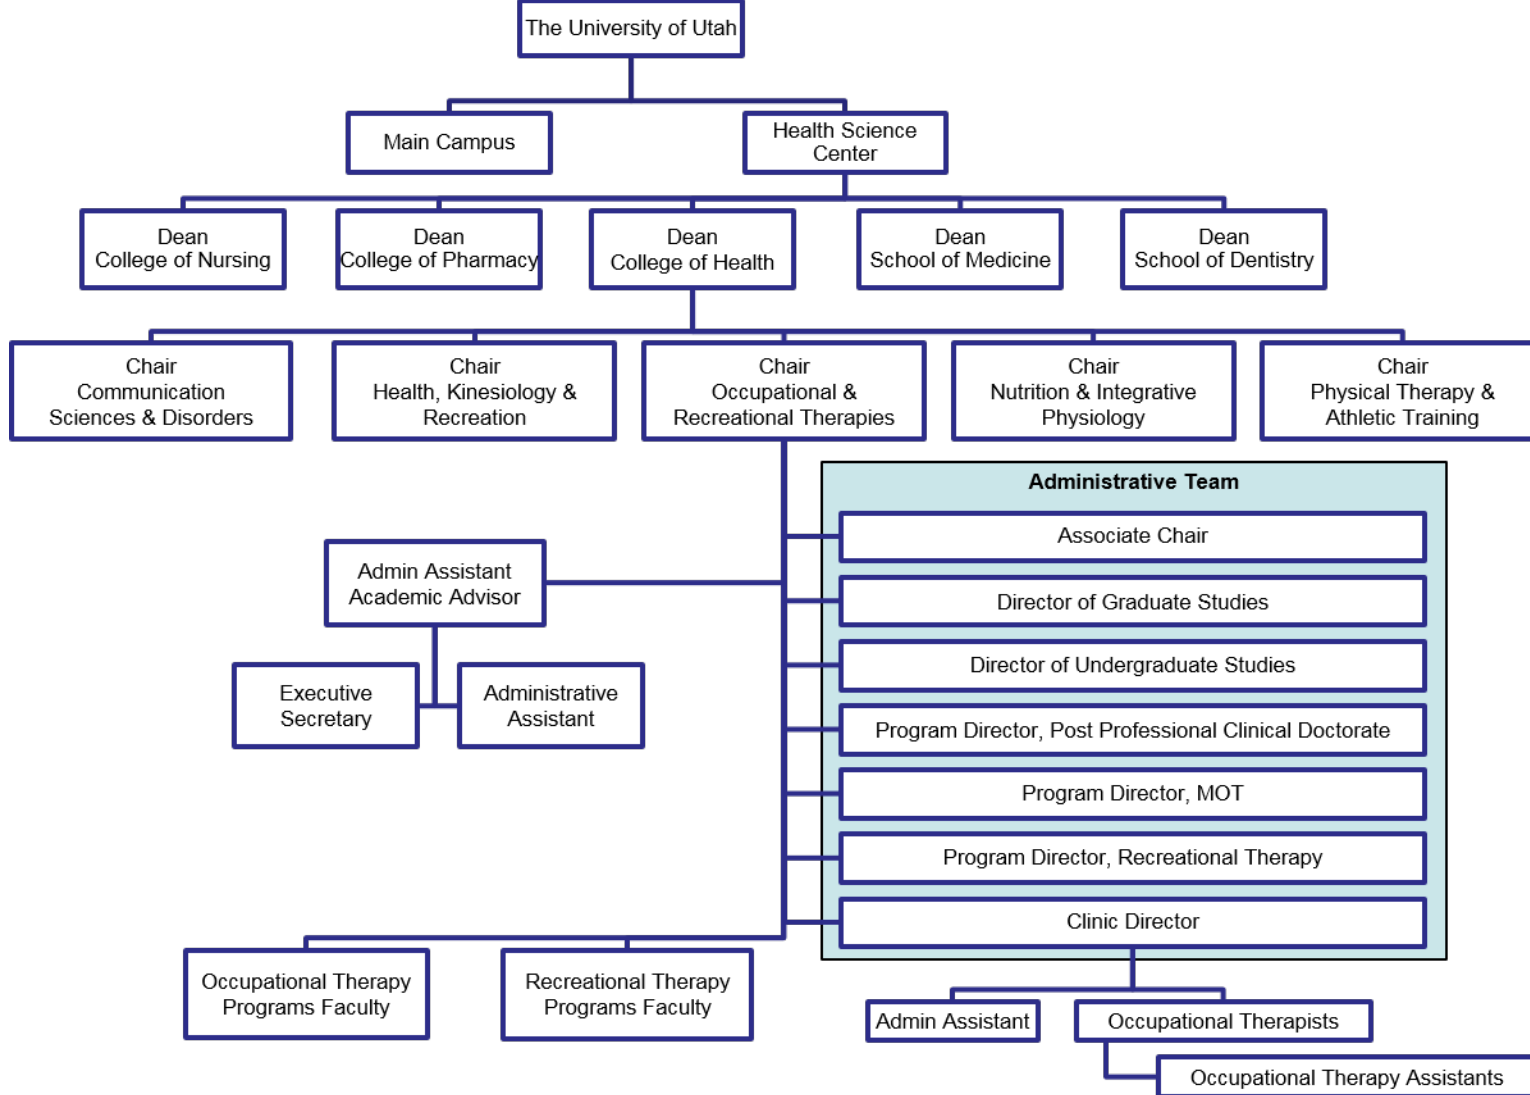 The University of Utah
Main Campus
Health Science
Center
Dean
College of Nursing
Dean
College of Pharmacy
Dean
College of Health
Dean
School of Medicine
Dean
School of Dentistry
Chair
Communication
Sciences & Disorders
Chair
Health, Kinesiology &
Recreation
Chair
Occupational &
Recreational Therapies
Chair
Nutrition & Integrative
Physiology
Chair
Physical Therapy &
Athletic Training
Administrative Team
Associate Chair
Director of Graduate Studies
Director of Undergraduate Studies
Program Director, Post Professional Clinical Doctorate
Program Director, MOT
Program Director, Recreational Therapy
Clinic Director
Admin Assistant
Academic Advisor
Executive
Secretary
Administrative
Assistant
Occupational Therapy
Programs Faculty
Recreational Therapy
Programs Faculty
Admin Assistant
Occupational Therapists
Occupational Therapy Assistants